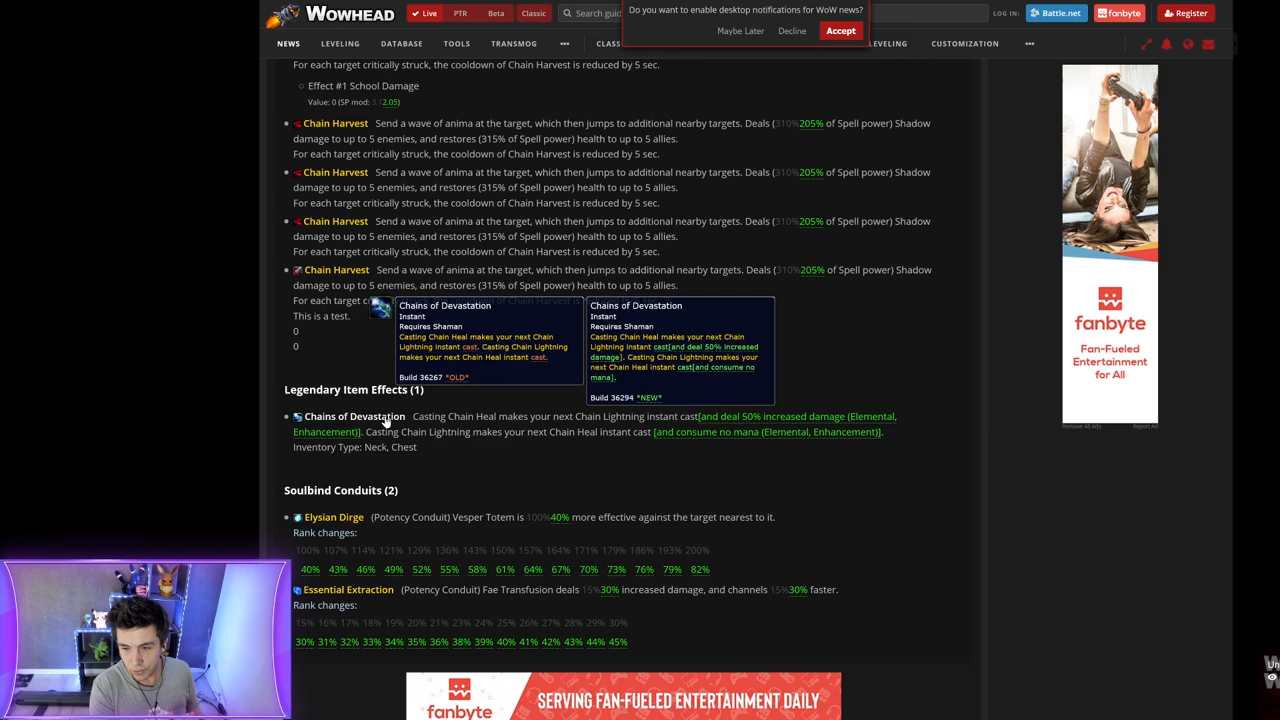 WOWHEAD
Live
PTR
Beta
Classic
Search guid
Do you want to enable desktop notifications for WoW news?
Maybe Later
Decline
Accept
LOG IN:
Battle.net
fanbyte
Register
NEWS
LEVELING
DATABASE
TOOLS
TRANSMOG
CLASS
LEVELING
CUSTOMIZATION
For each target critically struck, the cooldown of Chain Harvest is reduced by 5 sec.
Effect #1 School Damage
Value: 0 (SP mod: 3.12.05)
Chain Harvest Send a wave of anima at the target, which then jumps to additional nearby targets. Deals (310%205% of Spell power) Shadow
damage to up to 5 enemies, and restores (315% of Spell power) health to up to 5 allies.
For each target critically struck, the cooldown of Chain Harvest is reduced by 5 sec.
Chain Harvest Send a wave of anima at the target, which then jumps to additional nearby targets. Deals (310%205% of Spell power) Shadow
damage to up to 5 enemies, and restores (315% of Spell power) health to up to 5 allies.
For each target critically struck, the cooldown of Chain Harvest is reduced by 5 sec.
Chain Harvest Send a wave of anima at the target, which then jumps to additional nearby targets. Deals (310%205% of Spell power) Shadow
damage to up to 5 enemies, and restores (315% of Spell power) health to up to 5 allies.
For each target critically struck, the cooldown of Chain Harvest is reduced by 5 sec.
Chain Harvest Send a wave of anima at the target, which then jumps to additional nearby targets. Deals (310%205% of Spell power) Shadow
damage to up to 5 enemies, and restores (315% of Spell power) health to up to 5 allies.
For each target c
This is a test.
0
0
Chains of Devastation
Instant
Requires Shaman
Casting Chain Heal makes your next Chain
Lightning instant cast. Casting Chain Lightning
makes your next Chain Heal instant cast.
Build 36267 *OLD*
Chains of Devastation
Instant
Requires Shaman
Casting Chain Heal makes your next Chain
Lightning instant cast[and deal 50% increased
damage]. Casting Chain Lightning makes your
next Chain Heal instant cast[and consume no
mana].
Build 36294 *NEW*
Legendary Item Effects (1)
Chains of Devastation Casting Chain Heal makes your next Chain Lightning instant cast[and deal 50% increased damage (Elemental,
Enhancement)]. Casting Chain Lightning makes your next Chain Heal instant cast [and consume no mana (Elemental, Enhancement)].
Inventory Type: Neck, Chest
Soulbind Conduits (2)
Elysian Dirge (Potency Conduit) Vesper Totem is 100%40% more effective against the target nearest to it.
Rank changes:
100% 107% 114% 121% 129% 136% 143% 150% 157% 164% 171% 179% 186% 193% 200%
40% 43% 46% 49% 52% 55% 58% 61% 64% 67% 70% 73% 76% 79% 82%
Essential Extraction (Potency Conduit) Fae Transfusion deals 15%30% increased damage, and channels 15%30% faster.
Rank changes:
15% 16% 17% 18% 19% 20% 21% 23% 24% 25% 26% 27% 28% 29% 30%
30% 31% 32% 33% 34% 35% 36% 38% 39% 40% 41% 42% 43% 44% 45%
fanbyte
Fan-Fueled
Entertainment
for All
Remove All Ads
Report Ad
fanbyte
SERVING FAN-FUELED ENTERTAINMENT DAILY
Un